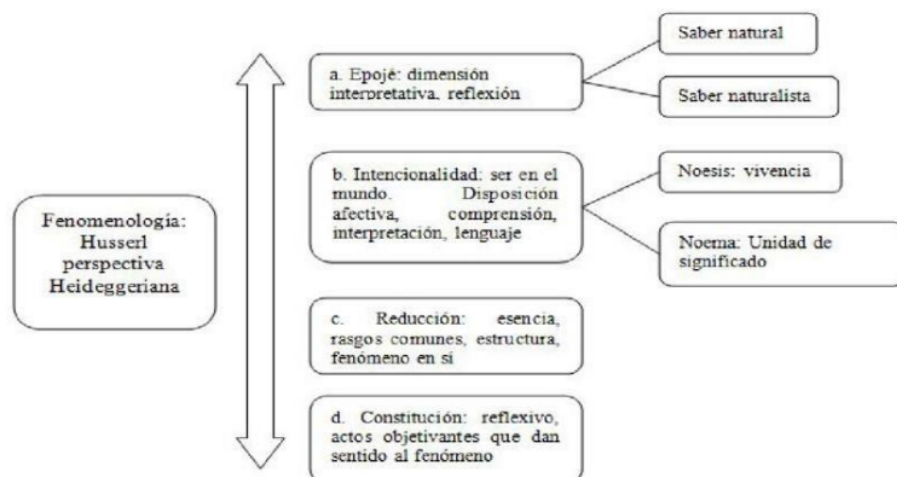 Fenomenología:
Husserl
perspectiva
Heideggeriana
a. Epojé: dimensión
interpretativa, reflexión
Saber natural
Saber naturalista
b. Intencionalidad: ser en el
mundo. Disposición
afectiva, comprensión,
interpretación, lenguaje
Noesis: vivencia
Noema: Unidad de
significado
c. Reducción: esencia,
rasgos comunes, estructura,
fenómeno en sí
d. Constitución: reflexivo,
actos objetivantes que dan
sentido al fenómeno